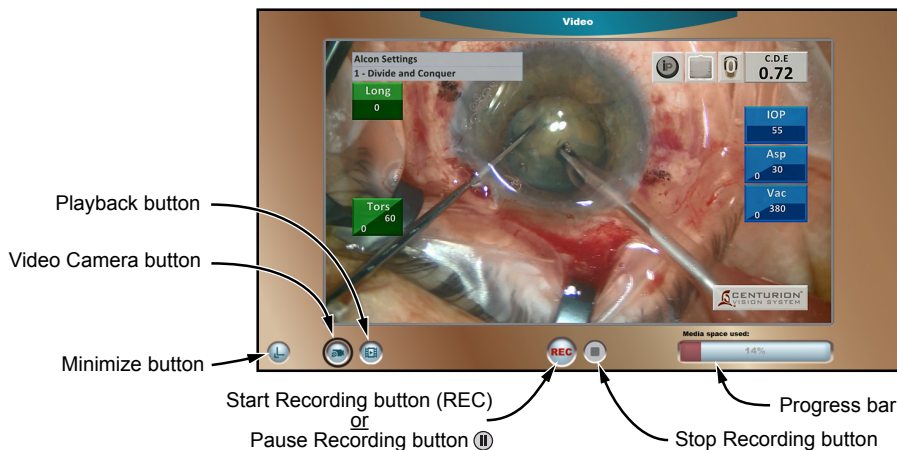 Video
Alcon Settings
1 - Divide and Conquer
Long
0
iP
C.D.E
0.72
IOP
55
Asp
30
0
Vac
380
0
Tors
60
0
CENTURION®
VISION SYSTEM
Playback button
Video Camera button
Minimize button
REC
Media space used:
14%
Start Recording button (REC)
or
Pause Recording button
Progress bar
Stop Recording button